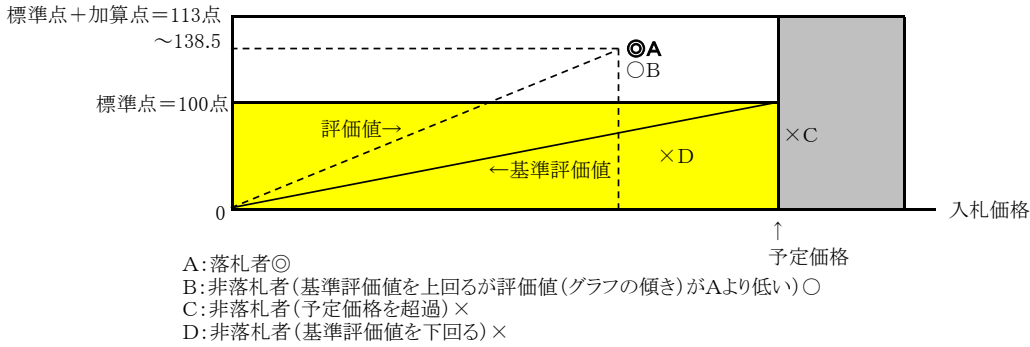 標準点+加算点=113点
~138.5
◎A
○B
標準点=100点
評価値→
×C
×D
←基準評価値
0
入札価格
↑
予定価格
A:落札者◎
B:非落札者(基準評価値を上回るが評価値(グラフの傾き)がAより低い)○
C:非落札者(予定価格を超過)×
D:非落札者(基準評価値を下回る)×